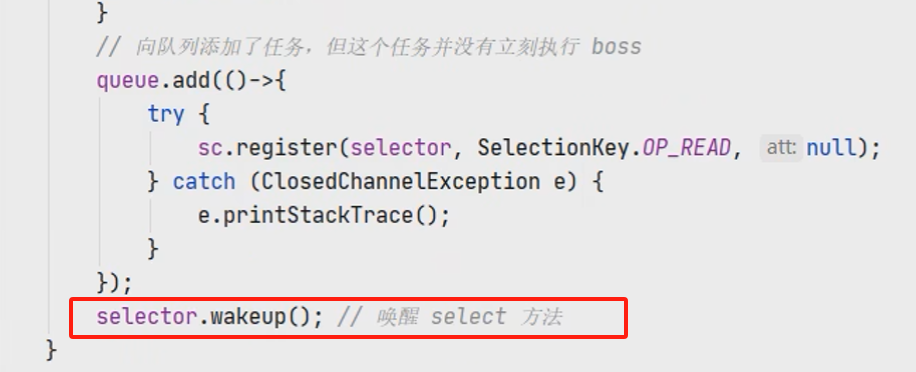 }
// 向队列添加了任务，但这个任务并没有立刻执行 boss
queue.add(()->{
try {
sc.register(selector, SelectionKey.OP_READ, att: null);
} catch (ClosedChannelException e) {
e.printStackTrace();
}
});
selector.wakeup(); // 唤醒 select 方法
}